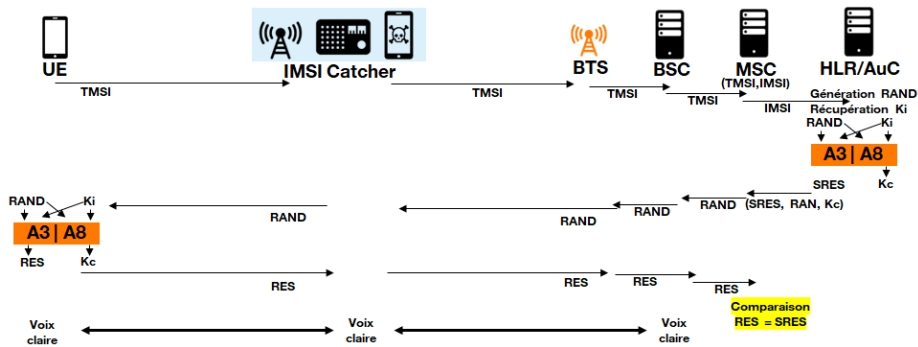 UE
IMSI Catcher
BTS
BSC
MSC
HLR/AuC
(TMSI,IMSI)
TMSI
TMSI
TMSI
TMSI
IMSI
Génération RAND
Récupération Ki
RAND
Ki
A3 | A8
SRES
Kc
(SRES, RAN, Kc)
RAND
RAND
RAND
RAND
RAND
Ki
A3 | A8
RES
Kc
RES
RES
RES
RES
Comparaison
RES = SRES
Voix
claire
Voix
claire
Voix
claire